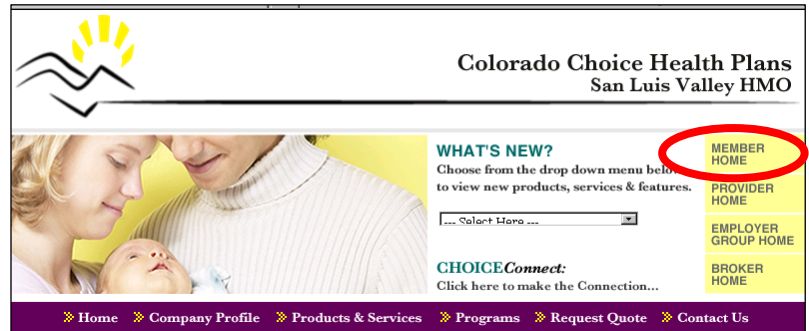 Colorado Choice Health Plans
San Luis Valley HMO
WHAT'S NEW?
Choose from the drop down menu below
to view new products, services & features.
--- Select Here ---
CHOICEConnect:
Click here to make the Connection...
MEMBER
HOME
PROVIDER
HOME
EMPLOYER
GROUP HOME
BROKER
HOME
Home Company Profile Products & Services Programs Request Quote Contact Us